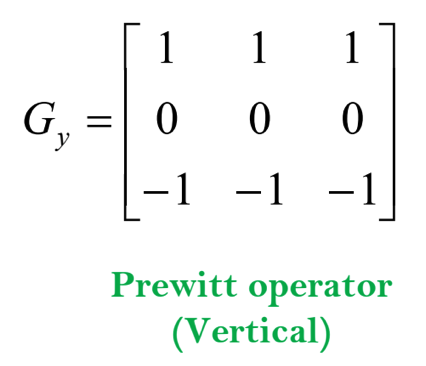 1 1 1
G_y = 0 0 0
−1 −1 −1
Prewitt operator
(Vertical)